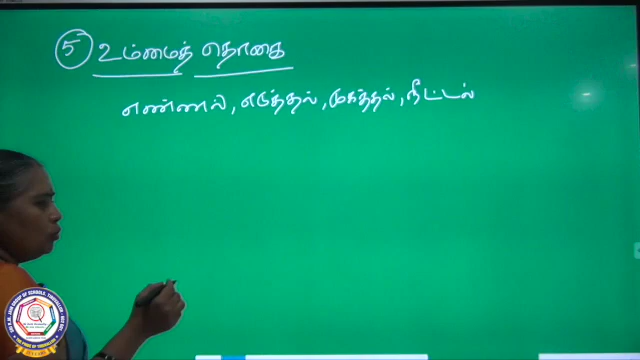 5 உம்மைத் தொகை
எண்ணல், எடுத்தல், முகத்தல், நீட்டல்